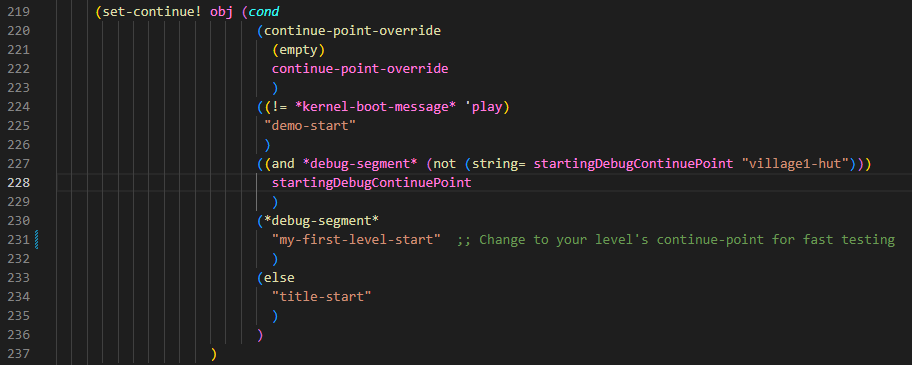 219 (set-continue! obj (cond
220 (continue-point-override
221 (empty)
222 continue-point-override
223 )
224 ((!= *kernel-boot-message* 'play)
225 "demo-start"
226 )
227 ((and *debug-segment* (not (string= startingDebugContinuePoint "village1-hut")))
228 startingDebugContinuePoint
229 )
230 (*debug-segment*
231 "my-first-level-start" ;; Change to your level's continue-point for fast testing
232 )
233 (else
234 "title-start"
235 )
236 )
237 )